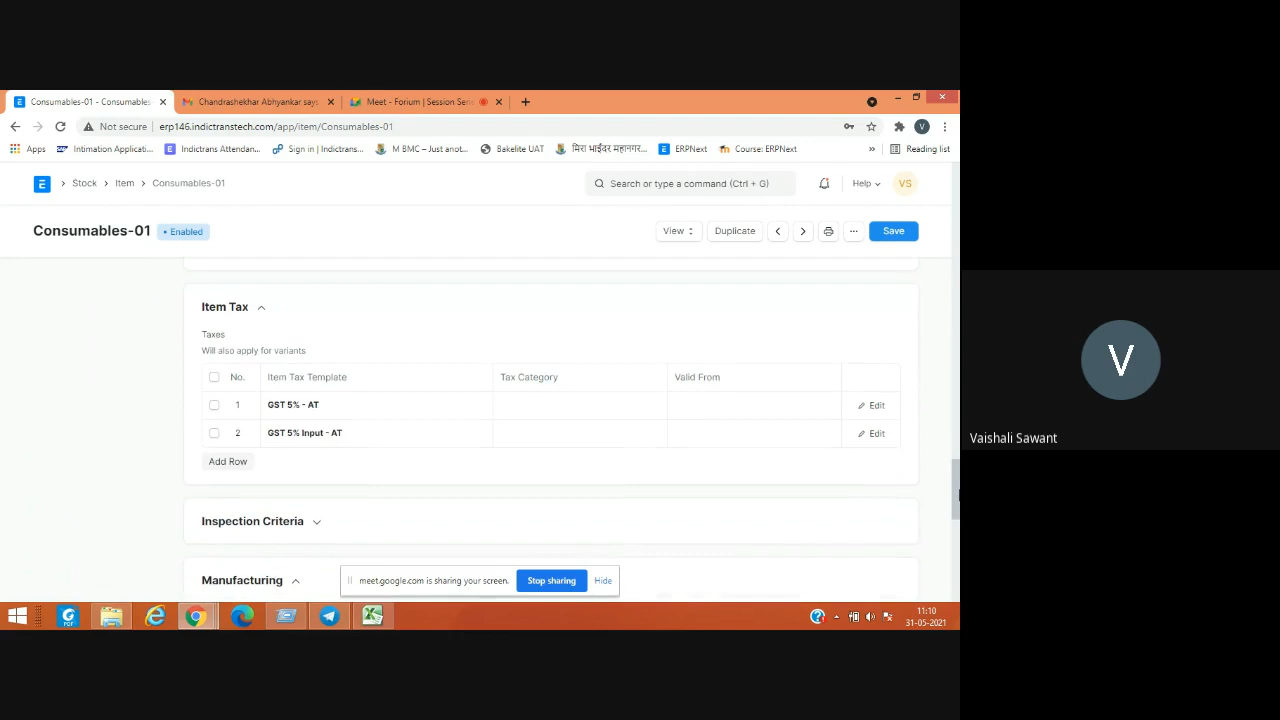 Consumables-01 - Consumables
Chandrashekhar Abhyankar says
Meet - Forium | Session Serie
Not secure | erp146.indictranstech.com/app/item/Consumables-01
Apps
Intimation Applicati...
Indictrans Attendan...
Sign in | Indictrans...
M BMC – Just anot...
Bakelite UAT
मिरा भाईंदर महानगर...
ERPNext
Course: ERPNext
»
Reading list
E
Stock
Item
Consumables-01
Search or type a command (Ctrl + G)
Help
VS
Consumables-01
Enabled
View
Duplicate
Save
Item Tax
Taxes
Will also apply for variants
No. Item Tax Template Tax Category Valid From
1 GST 5% - AT Edit
2 GST 5% Input - AT Edit
Add Row
Inspection Criteria
Manufacturing
meet.google.com is sharing your screen.
Stop sharing
Hide
11:10
31-05-2021
V
Vaishali Sawant